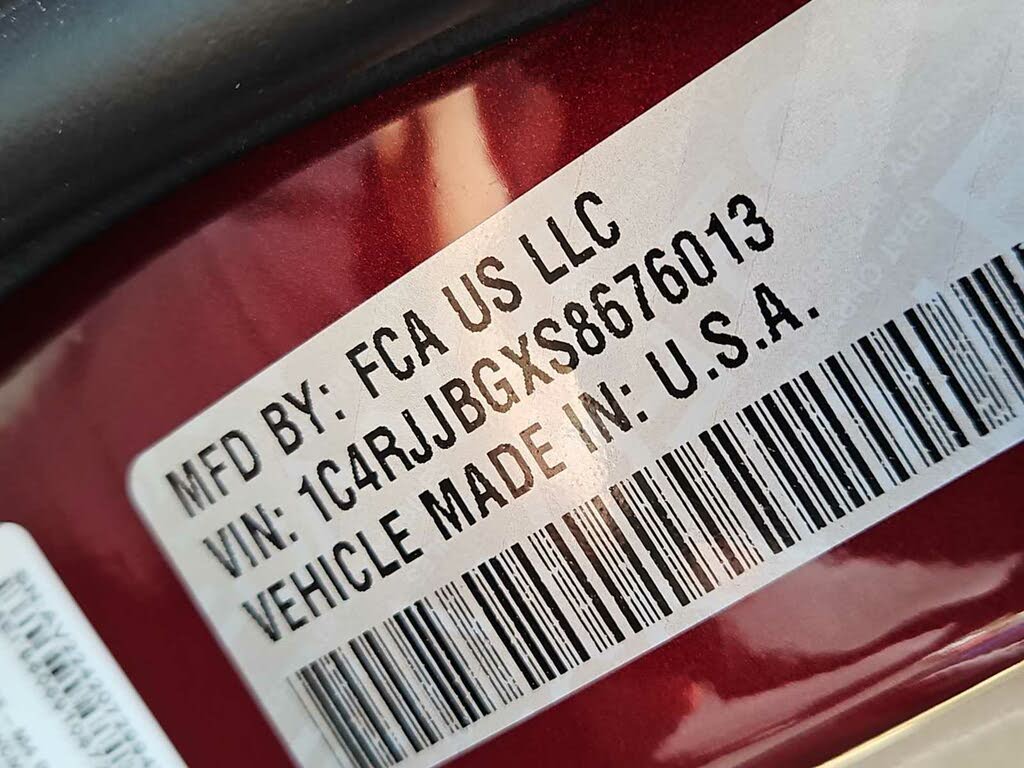 MFD BY: FCA US LLC
VIN: 1C4RJJBGXS8676013
VEHICLE MADE IN: U.S.A.